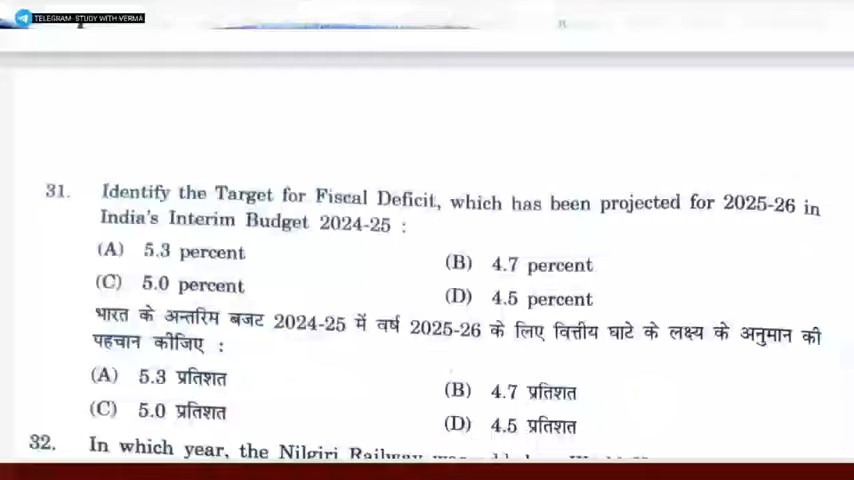 TELEGRAM- STUDY WITH VERMA
31. Identify the Target for Fiscal Deficit, which has been projected for 2025-26 in
India's Interim Budget 2024-25 :
(A) 5.3 percent
(B) 4.7 percent
(C) 5.0 percent
(D) 4.5 percent
भारत के अन्तरिम बजट 2024-25 में वर्ष 2025-26 के लिए वित्तीय घाटे के लक्ष्य के अनुमान की
पहचान कीजिए :
(A) 5.3 प्रतिशत
(B) 4.7 प्रतिशत
(C) 5.0 प्रतिशत
(D) 4.5 प्रतिशत
32. In which year, the Nilgiri Railway